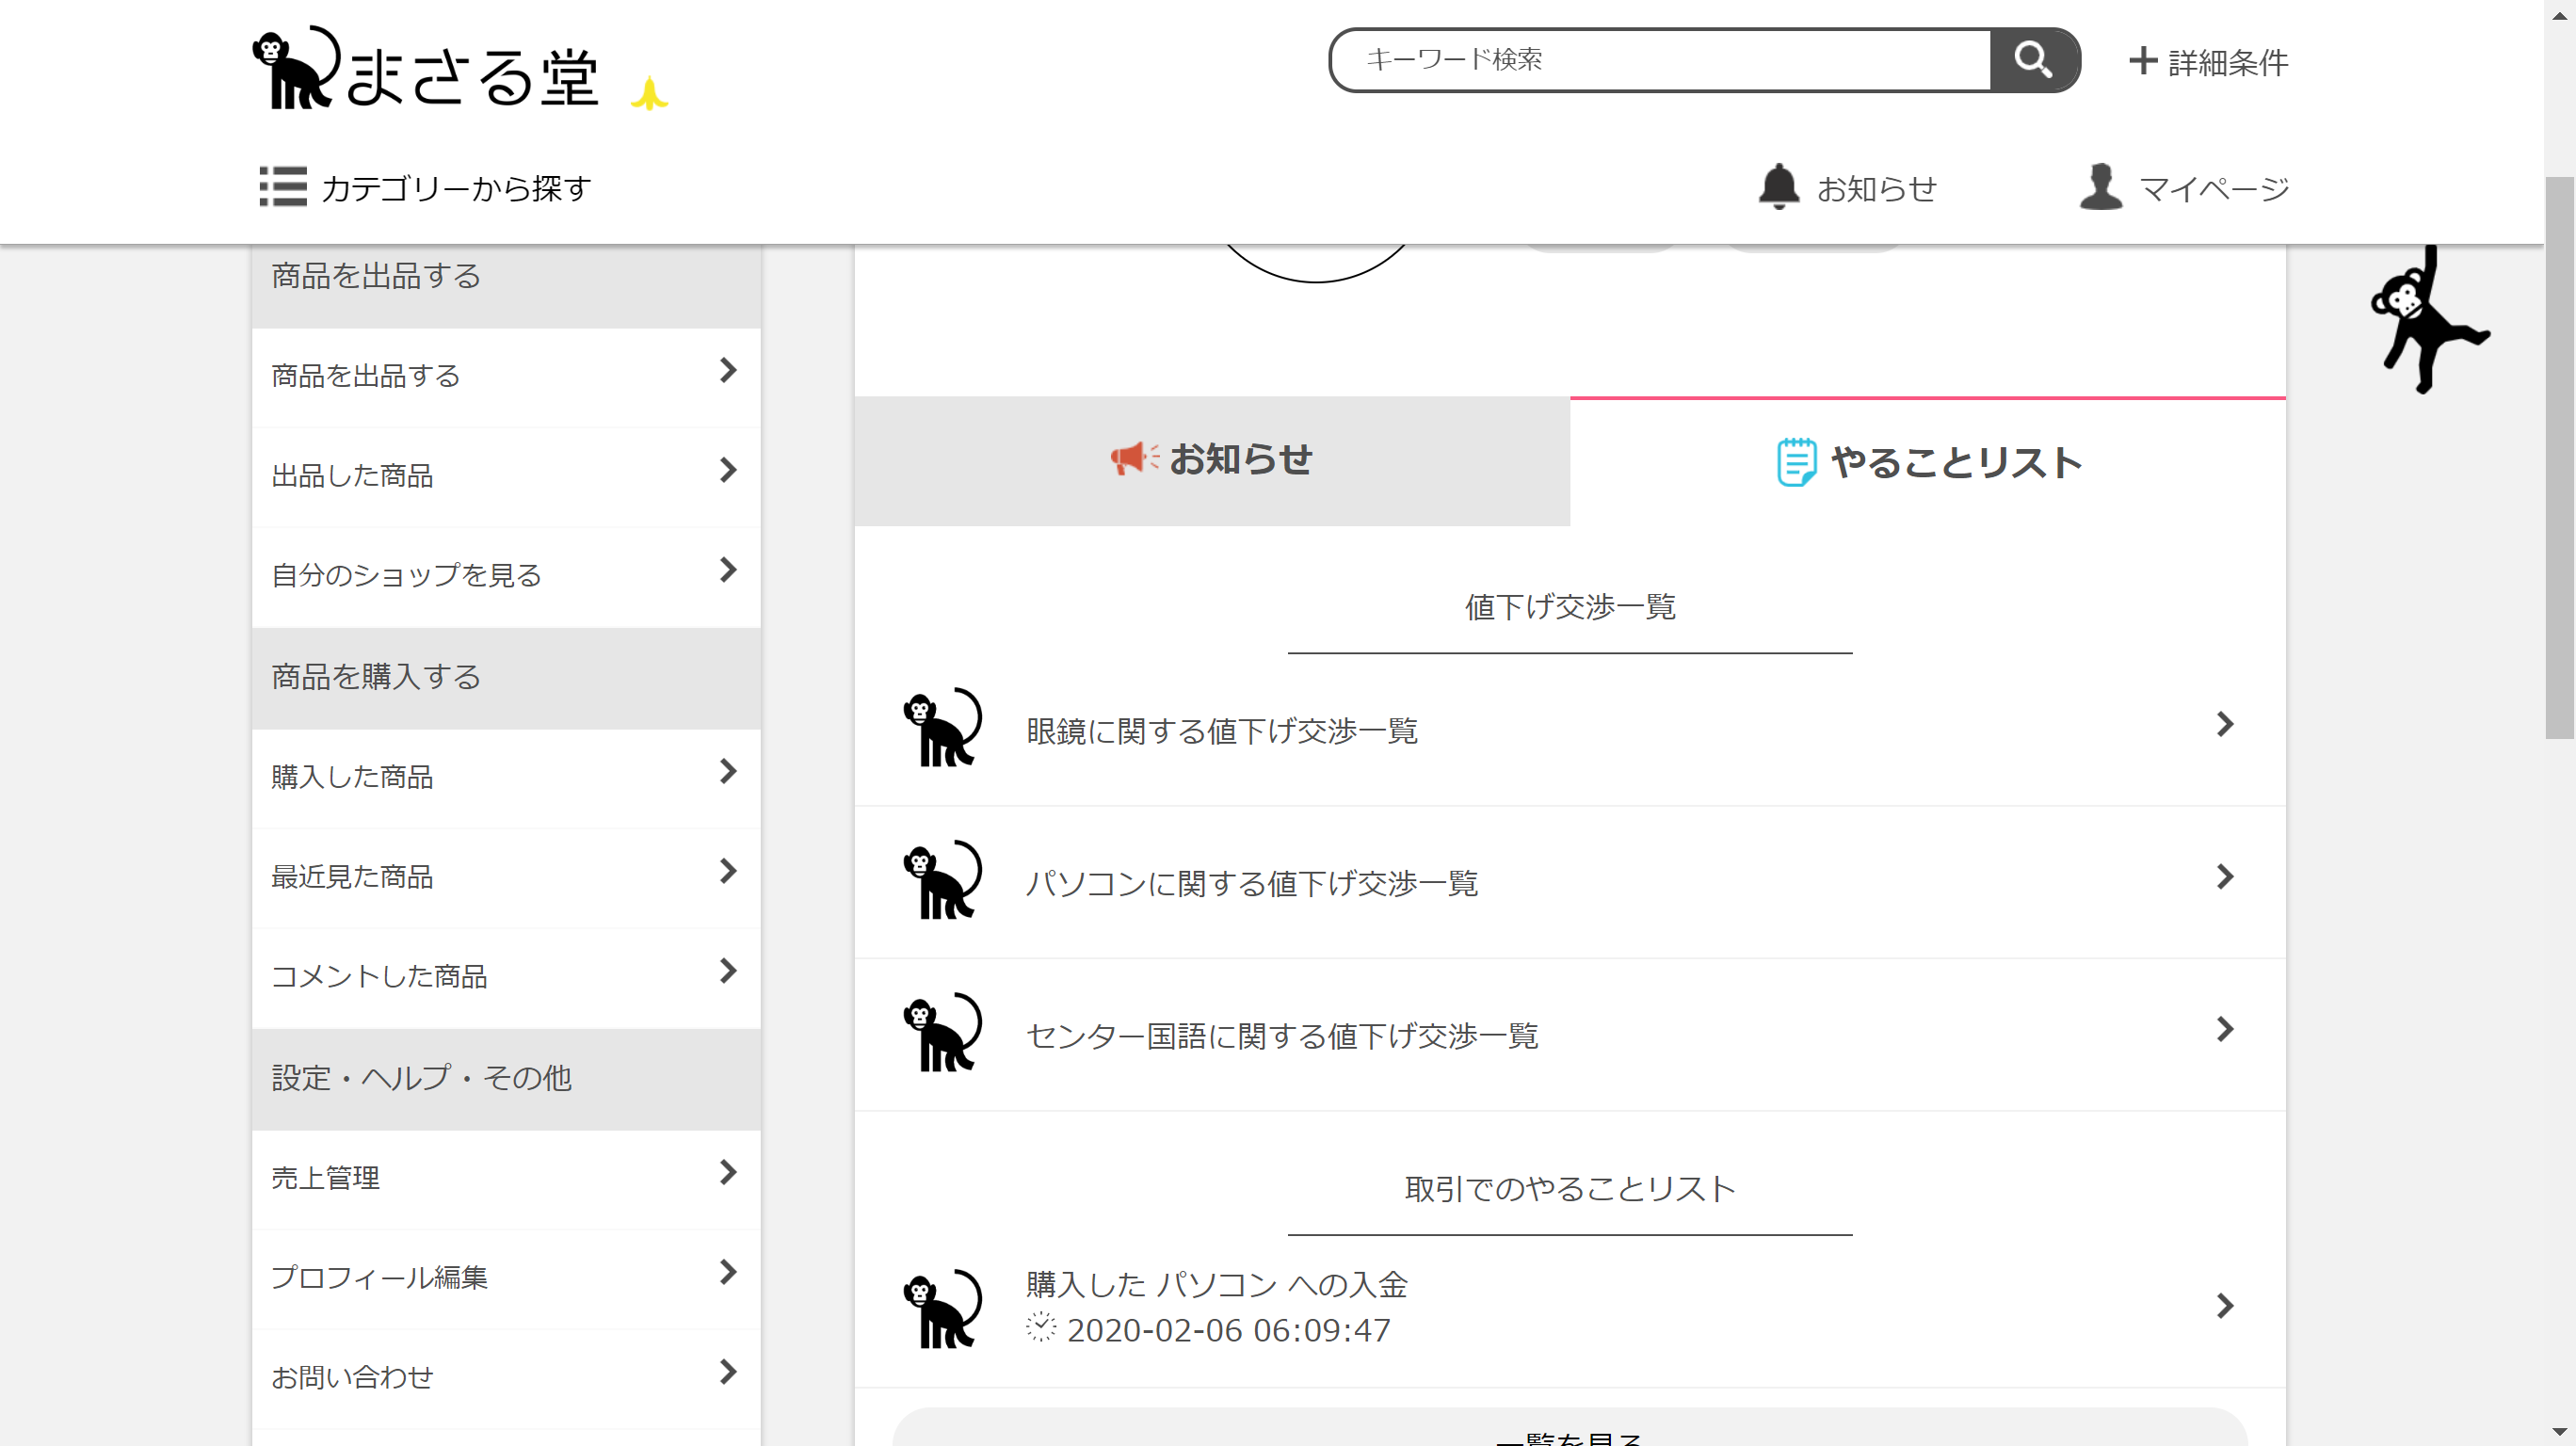 まさる堂
キーワード検索
詳細条件
カテゴリーから探す
お知らせ
マイページ
商品を出品する
商品を出品する
出品した商品
自分のショップを見る
商品を購入する
購入した商品
最近見た商品
コメントした商品
設定・ヘルプ・その他
売上管理
プロフィール編集
お問い合わせ
お知らせ
やることリスト
値下げ交渉一覧
眼鏡に関する値下げ交渉一覧
パソコンに関する値下げ交渉一覧
センター国語に関する値下げ交渉一覧
取引でのやることリスト
購入した パソコン への入金
2020-02-06 06:09:47
一覧を見る